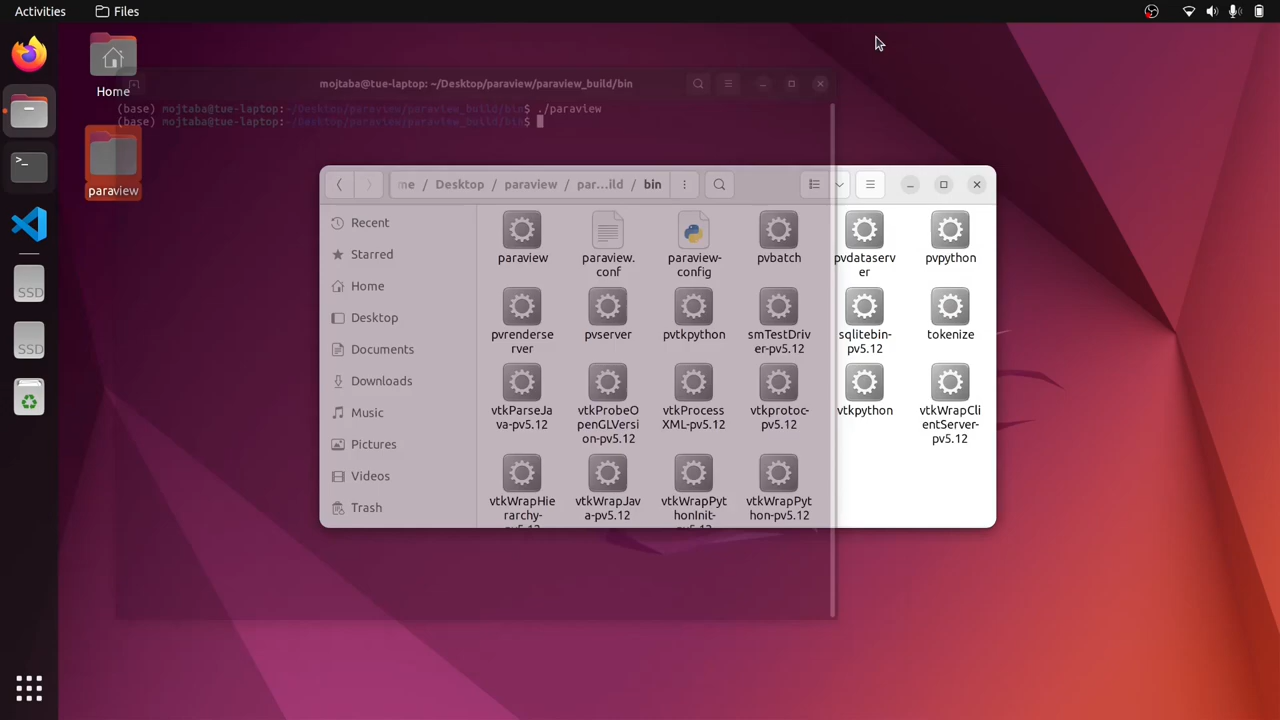 Activities
Files
Home
paraview
mojtaba@tue-laptop: ~/Desktop/paraview/paraview_build/bin
(base) mojtaba@tue-laptop:~/Desktop/paraview/paraview_build/bin$ ./paraview
(base) mojtaba@tue-laptop:~/Desktop/paraview/paraview_build/bin$
me / Desktop / paraview / par...ild / bin
Recent
Starred
Home
Desktop
Documents
Downloads
Music
Pictures
Videos
Trash
paraview
paraview.
conf
paraview-
config
pvbatch
pvdataserv
er
pvpython
pvrenderse
rver
pvserver
pvtkpython
smTestDriv
er-pv5.12
sqlitebin-
pv5.12
tokenize
vtkParseJa
va-pv5.12
vtkProbeO
penGLVersi
on-pv5.12
vtkProcess
XML-pv5.12
vtkprotoc-
pv5.12
vtkpython
vtkWrapCli
entServer-
pv5.12
vtkWrapHie
rarchy-
pv5.12
vtkWrapJav
a-pv5.12
vtkWrapPyt
honInit-
pv5.12
vtkWrapPyt
hon-pv5.12
SSD
SSD